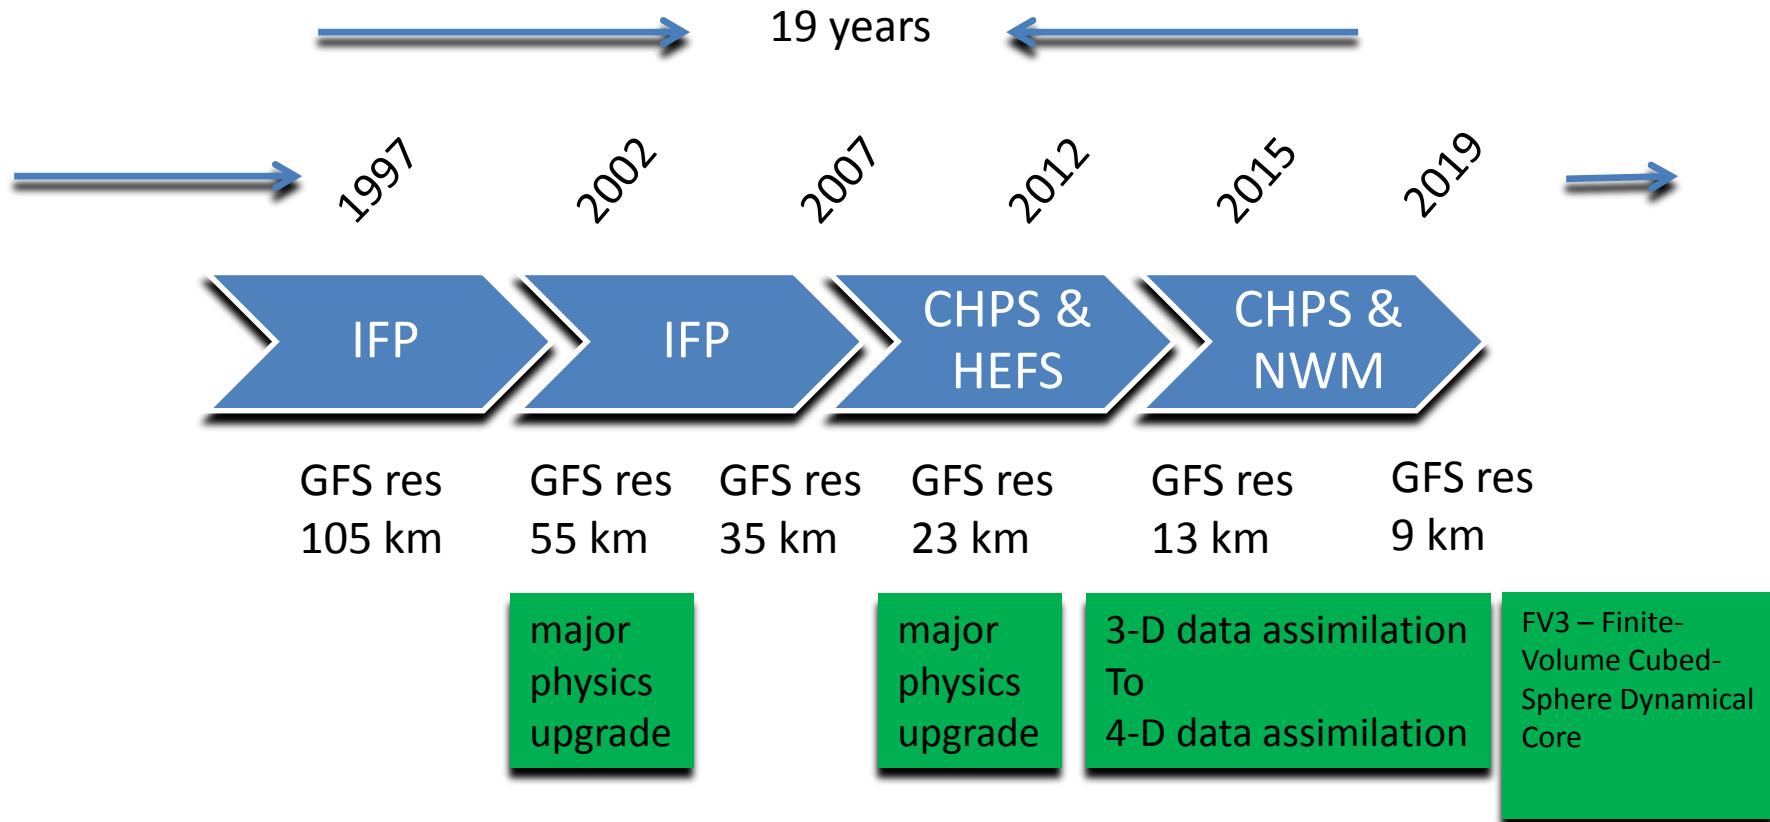 19 years
1997
2002
2007
2012
2015
2019
IFP
IFP
CHPS &
HEFS
CHPS &
NWM
GFS res
105 km
GFS res
55 km
GFS res
35 km
GFS res
23 km
GFS res
13 km
GFS res
9 km
major
physics
upgrade
major
physics
upgrade
3-D data assimilation
To
4-D data assimilation
FV3 – Finite-
Volume Cubed-
Sphere Dynamical
Core